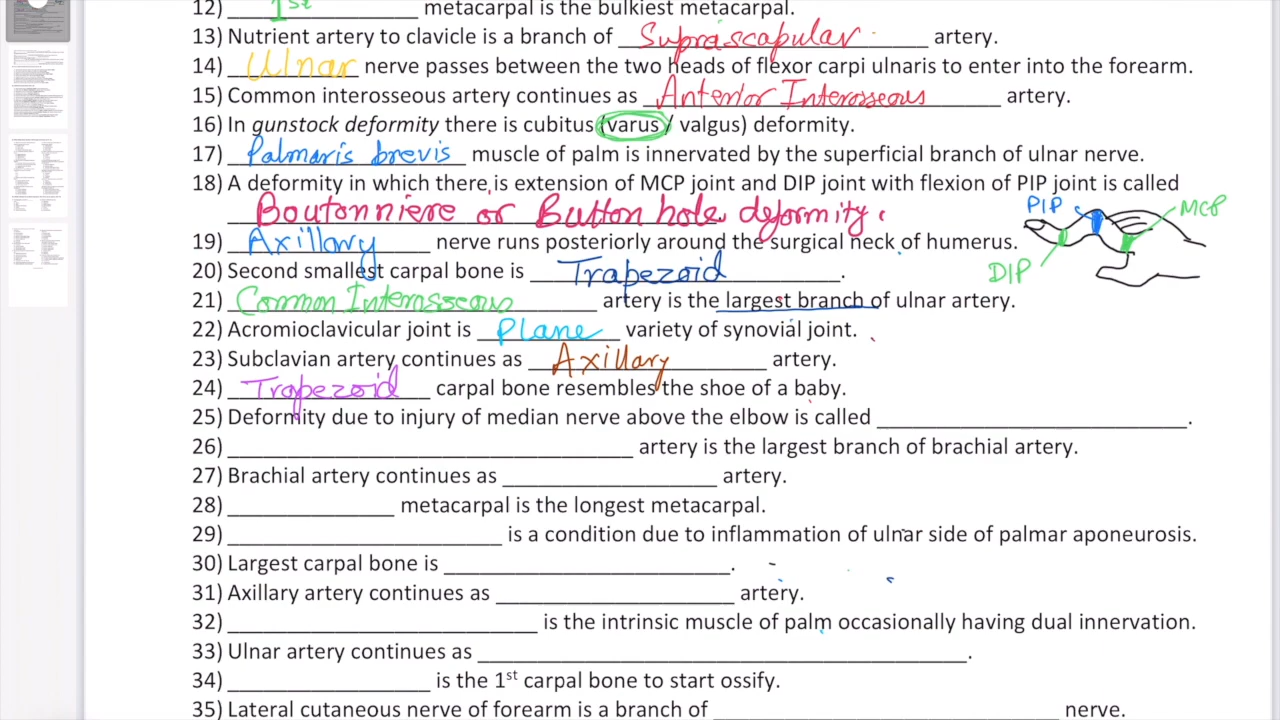 12) 1st metacarpal is the bulkiest metacarpal.
13) Nutrient artery to clavicle is a branch of Suprascapular artery.
14) Ulnar nerve passes between the two heads of flexor carpi ulnaris to enter into the forearm.
15) Common interosseous artery continues as Anterior Interosseous artery.
16) In gunstock deformity there is cubitus (varus / valgus) deformity.
Palmaris brevis muscle of palm is innervated by the superficial branch of ulnar nerve.
A deformity in which there is extension of MCP joint and DIP joint with flexion of PIP joint is called
Boutonniere or Button hole deformity.
PIP
MCP
DIP
19) Axillary nerve runs posteriorly around the surgical neck of humerus.
20) Second smallest carpal bone is Trapezoid.
21) Common Interosseous artery is the largest branch of ulnar artery.
22) Acromioclavicular joint is Plane variety of synovial joint.
23) Subclavian artery continues as Axillary artery.
24) Trapezoid carpal bone resembles the shoe of a baby.
25) Deformity due to injury of median nerve above the elbow is called ______.
26) ______ artery is the largest branch of brachial artery.
27) Brachial artery continues as ______ artery.
28) ______ metacarpal is the longest metacarpal.
29) ______ is a condition due to inflammation of ulnar side of palmar aponeurosis.
30) Largest carpal bone is ______.
31) Axillary artery continues as ______ artery.
32) ______ is the intrinsic muscle of palm occasionally having dual innervation.
33) Ulnar artery continues as ______.
34) ______ is the 1st carpal bone to start ossify.
35) Lateral cutaneous nerve of forearm is a branch of ______ nerve.